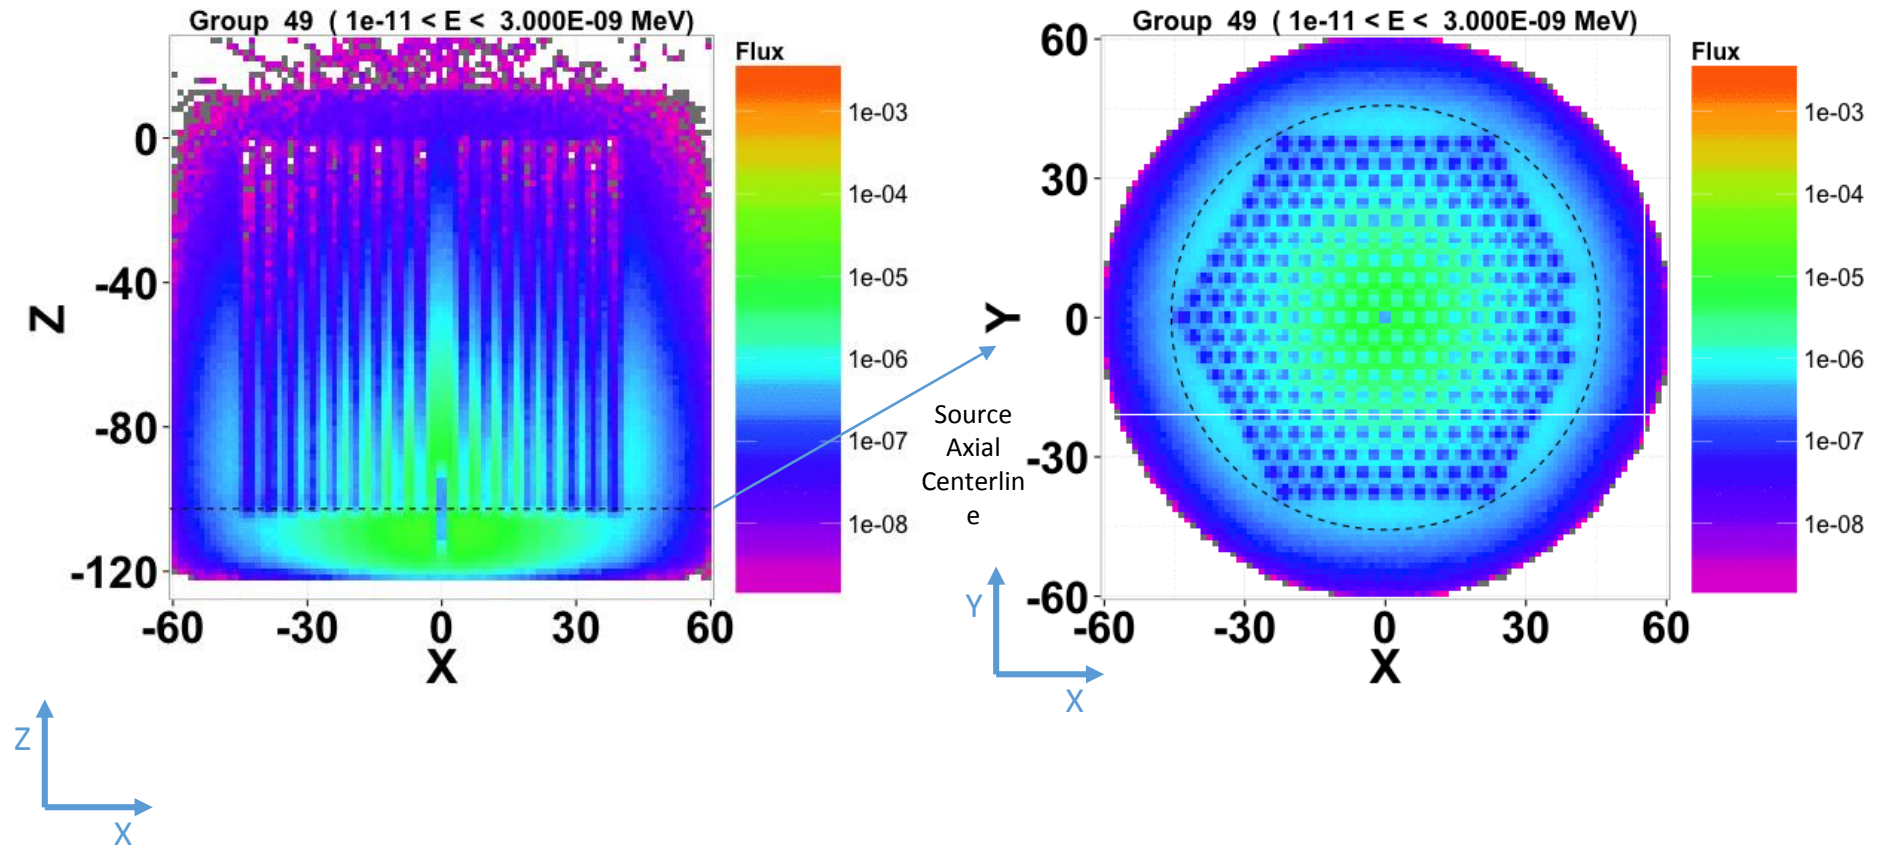 Group 49 ( 1e-11 < E < 3.000E-09 MeV)
Flux
1e-03
1e-04
1e-05
1e-06
1e-07
1e-08
0
-40
-80
-120
Z
-60 -30 0 30 60
X
Source
Axial
Centerlin
e
Group 49 ( 1e-11 < E < 3.000E-09 MeV)
Flux
1e-03
1e-04
1e-05
1e-06
1e-07
1e-08
60
30
0
-30
-60
Y
-60 -30 0 30 60
X
Y
X
Z
X